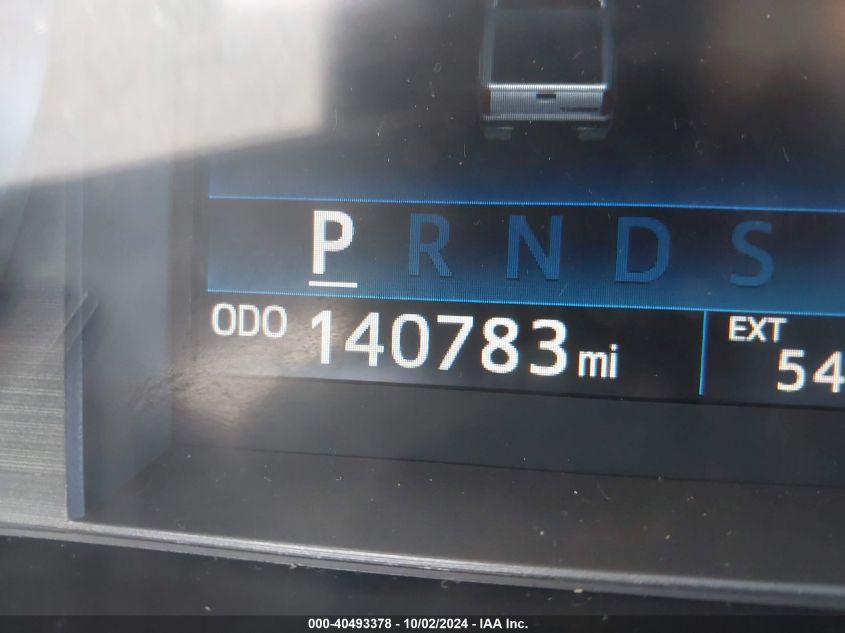 P R N D S
ODO 140783 mi EXT
54
000-40493378 - 10/02/2024 - IAA Inc.